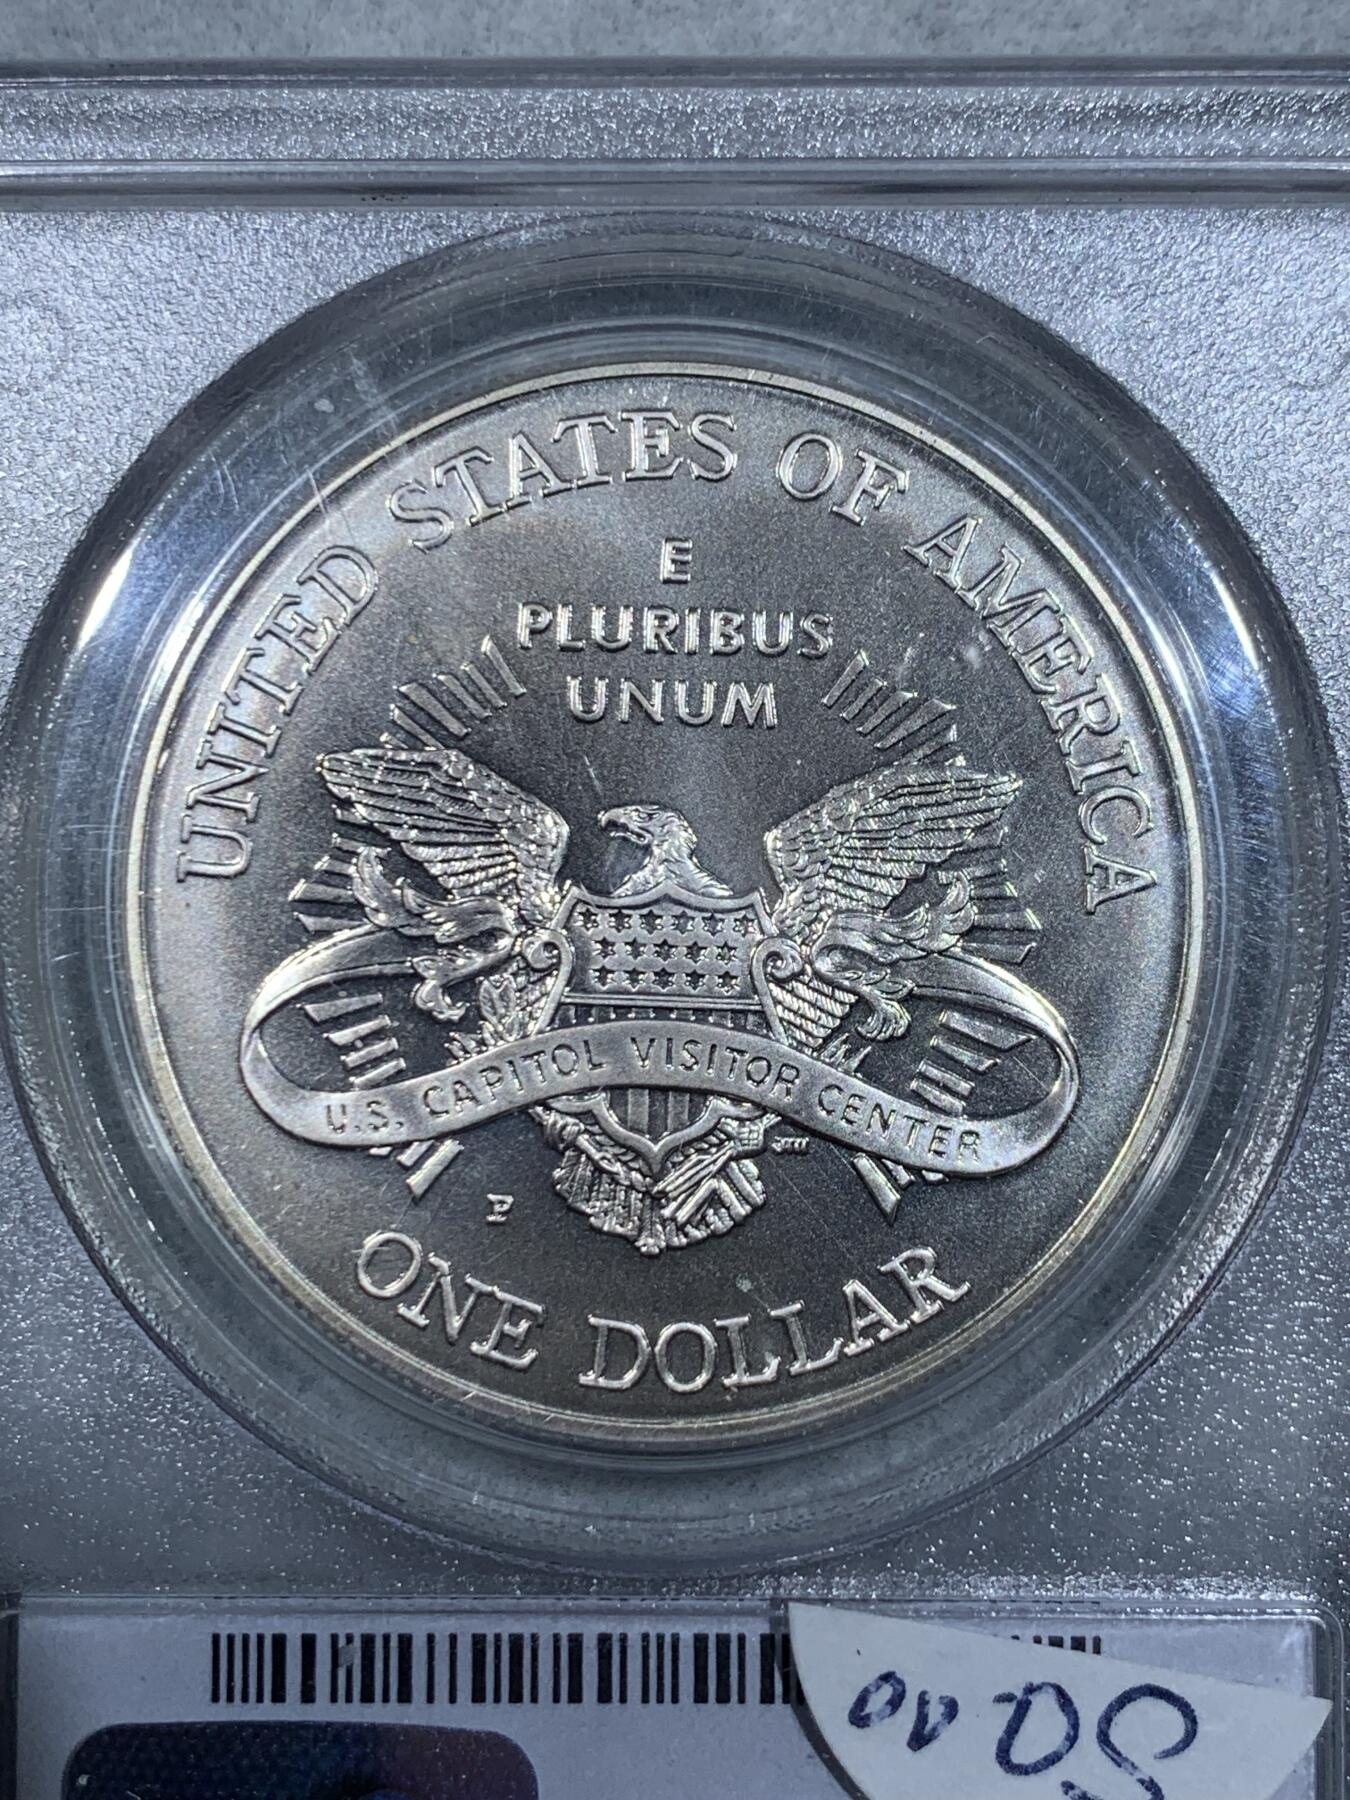 UNITED STATES OF AMERICA
E
PLURIBUS
UNUM
U.S. CAPITOL VISITOR CENTER
P
ONE DOLLAR